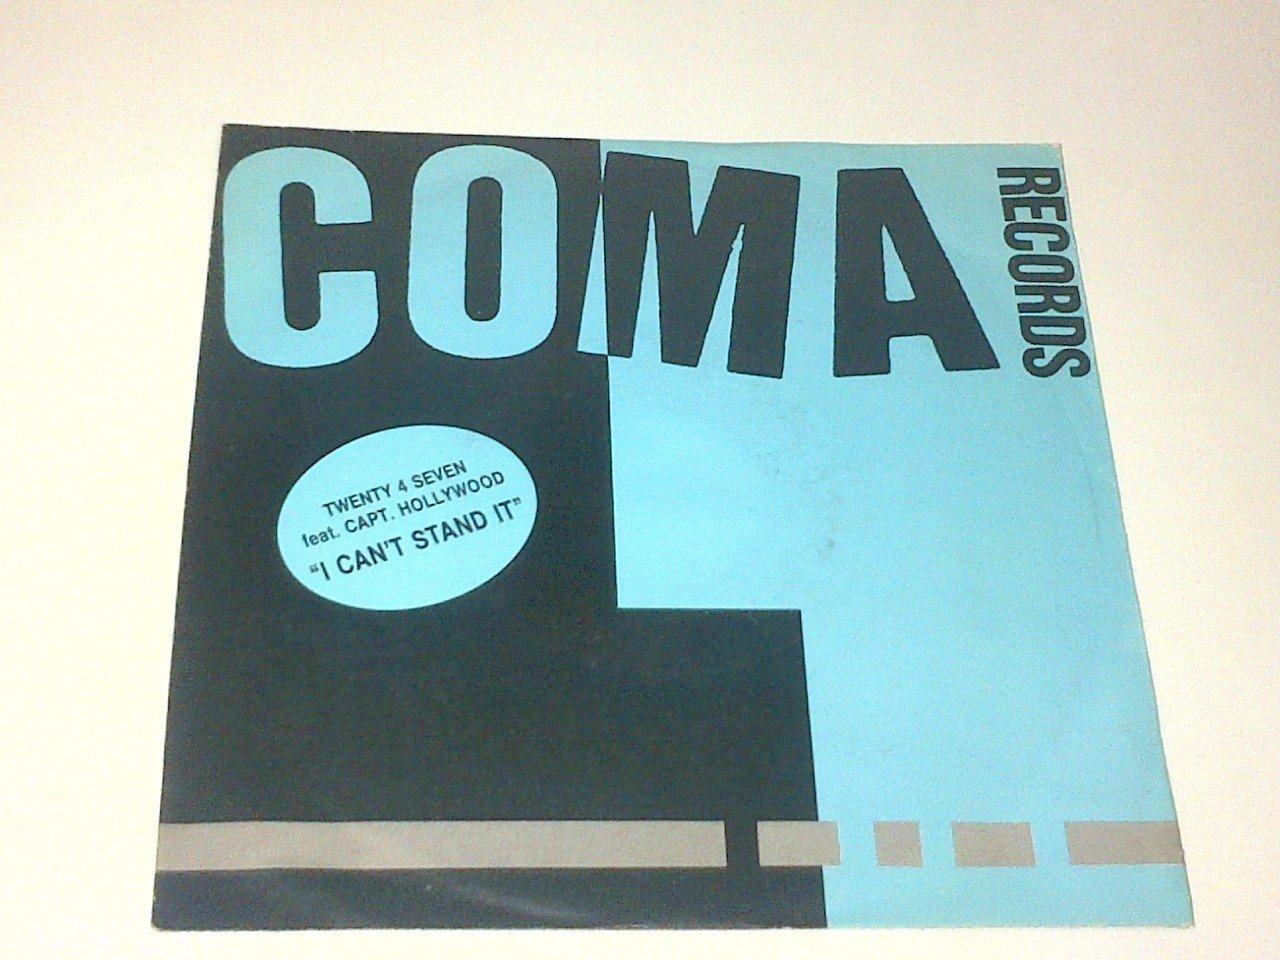 COMA
RECORDS
TWENTY 4 SEVEN
feat. CAPT. HOLLYWOOD
"I CAN'T STAND IT"